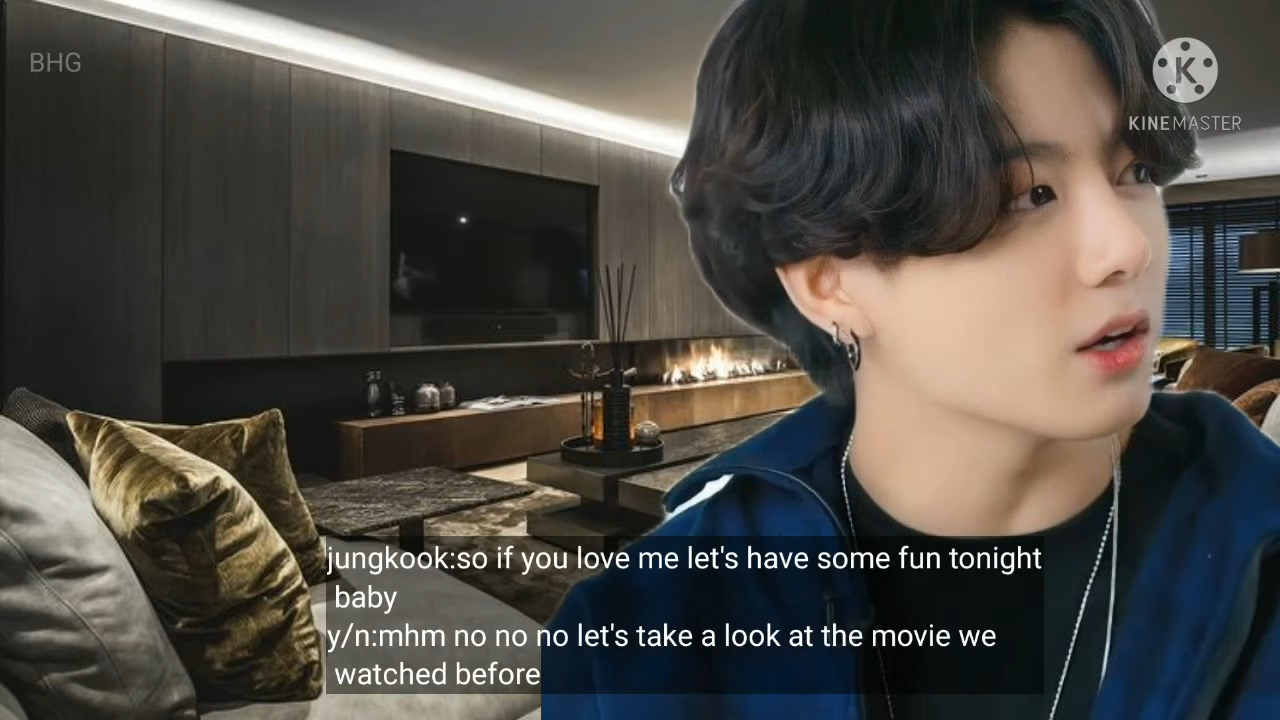 BHG
K
KINEMASTER
jungkook:so if you love me let's have some fun tonight
baby
y/n:mhm no no no let's take a look at the movie we
watched before